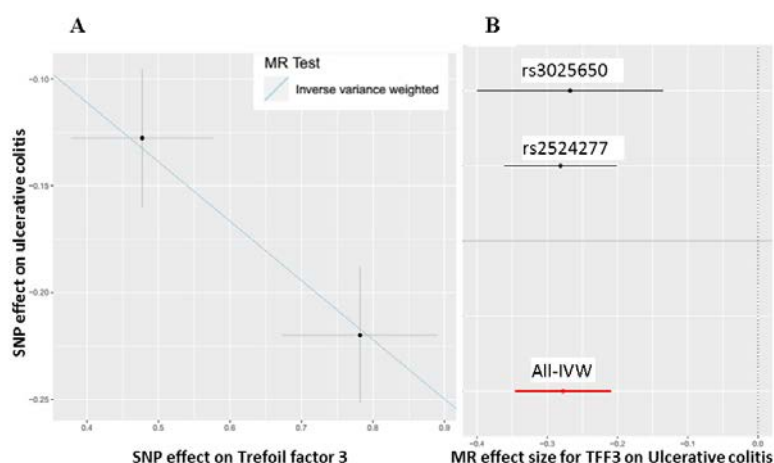 A
MR Test
Inverse variance weighted
SNP effect on ulcerative colitis
−0.10
−0.15
−0.20
−0.25
0.4 0.5 0.6 0.7 0.8 0.9
SNP effect on Trefoil factor 3
B
rs3025650
rs2524277
All-IVW
−0.4 −0.3 −0.2 −0.1 0.0
MR effect size for TFF3 on Ulcerative colitis